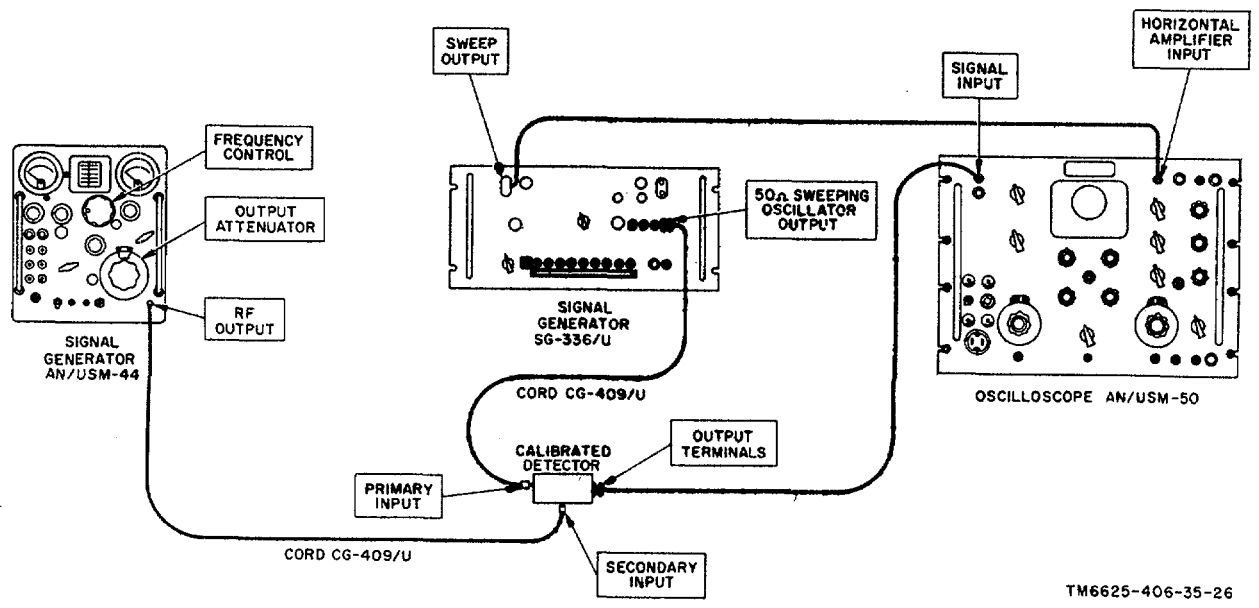 SWEEP
OUTPUT
HORIZONTAL
AMPLIFIER
INPUT
SIGNAL
INPUT
FREQUENCY
CONTROL
OUTPUT
ATTENUATOR
50Ω SWEEPING
OSCILLATOR
OUTPUT
RF
OUTPUT
SIGNAL
GENERATOR
AN/USM-44
SIGNAL
GENERATOR
SG-336/U
OSCILLOSCOPE AN/USM-50
CORD CG-409/U
CALIBRATED
DETECTOR
OUTPUT
TERMINALS
PRIMARY
INPUT
CORD CG-409/U
SECONDARY
INPUT
TM6625-406-35-26